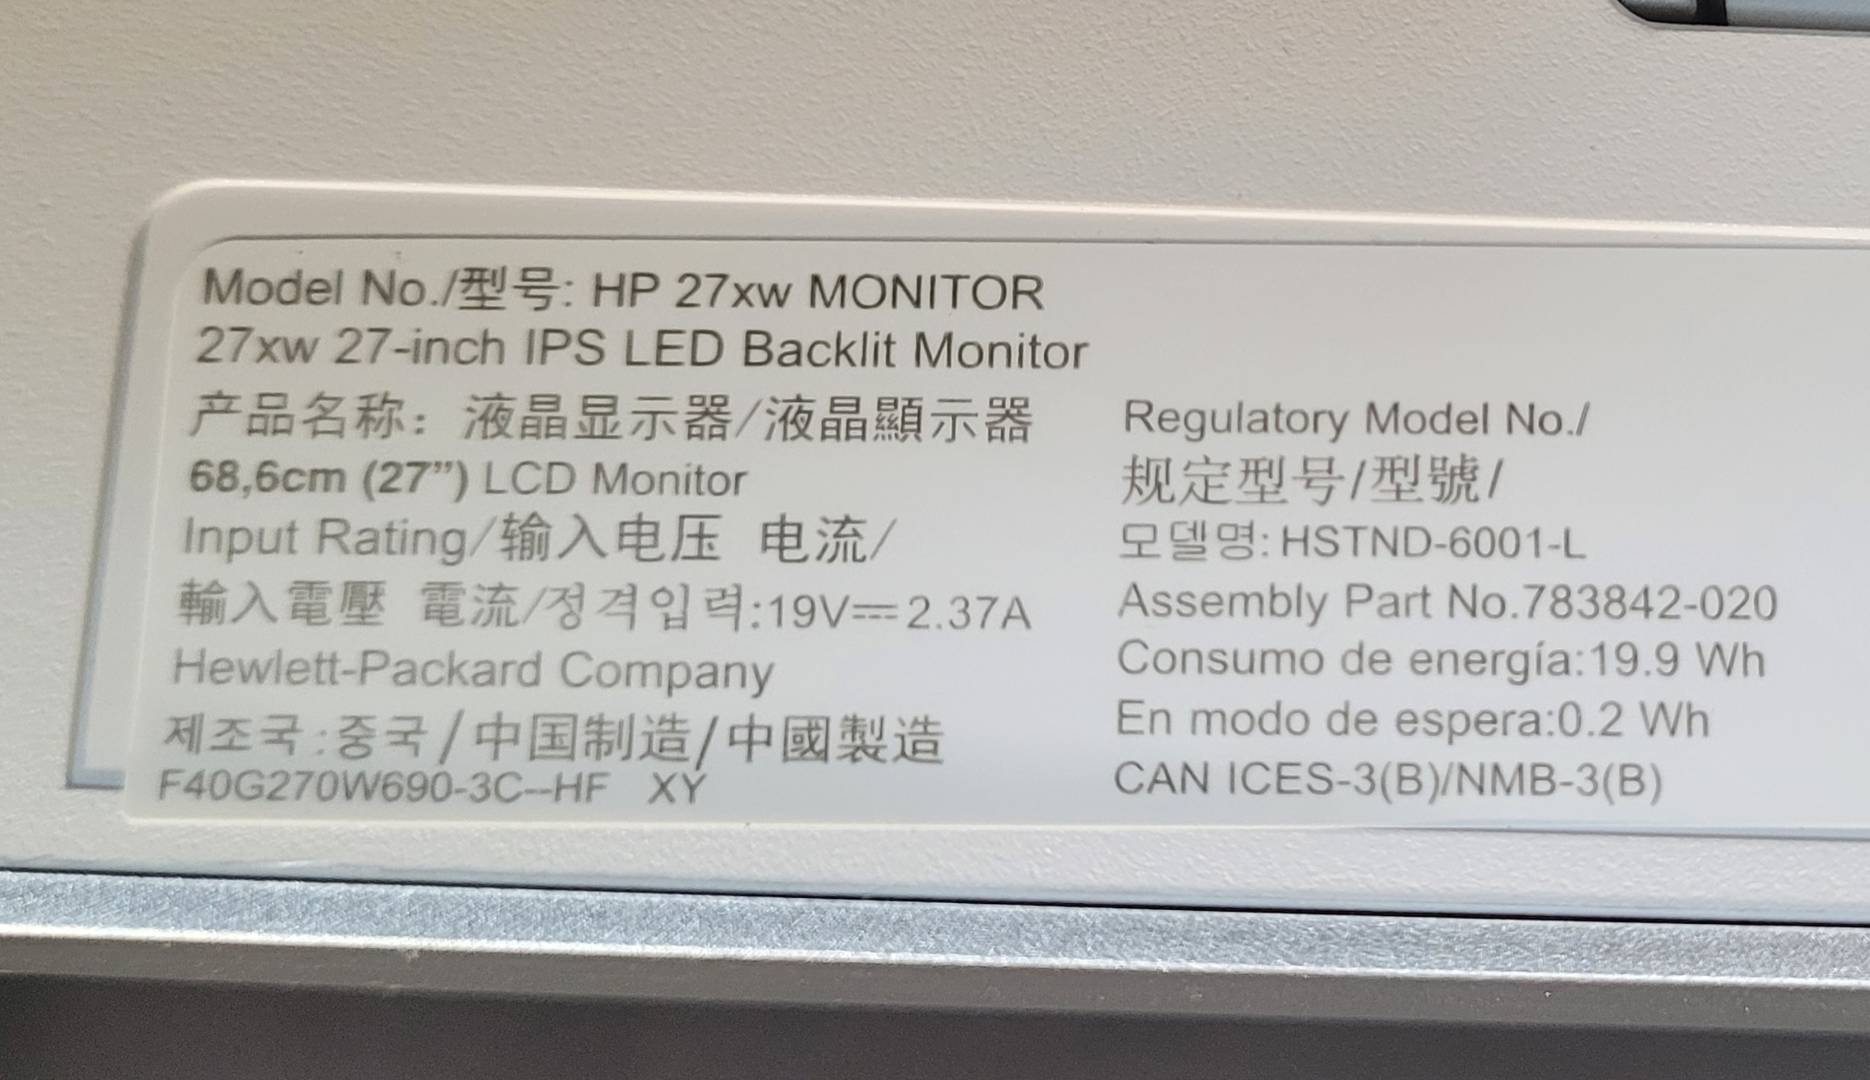 Model No./型号: HP 27xw MONITOR
27xw 27-inch IPS LED Backlit Monitor
产品名称：液晶显示器/液晶顯示器
68,6cm (27”) LCD Monitor
Input Rating/输入电压 电流/
輸入電壓 電流/정격입력:19V⎓2.37A
Hewlett-Packard Company
제조국:중국/中国制造/中國製造
F40G270W690-3C--HF XY
Regulatory Model No./
规定型号/型號/
모델명: HSTND-6001-L
Assembly Part No.783842-020
Consumo de energía:19.9 Wh
En modo de espera:0.2 Wh
CAN ICES-3(B)/NMB-3(B)